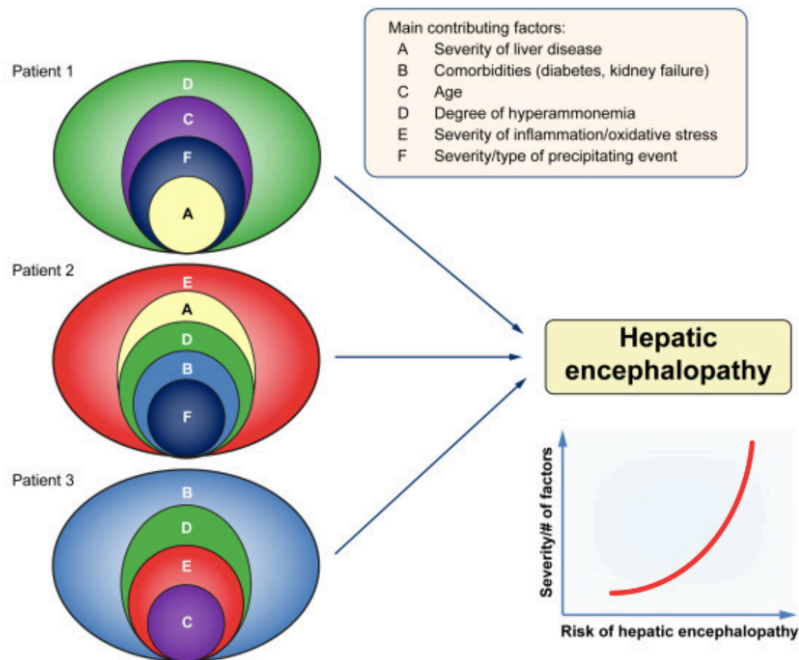 Main contributing factors:
A Severity of liver disease
B Comorbidities (diabetes, kidney failure)
C Age
D Degree of hyperammonemia
E Severity of inflammation/oxidative stress
F Severity/type of precipitating event
Patient 1
D
C
F
A
Patient 2
E
A
D
B
F
Patient 3
B
D
E
C
Hepatic
encephalopathy
Severity/# of factors
Risk of hepatic encephalopathy